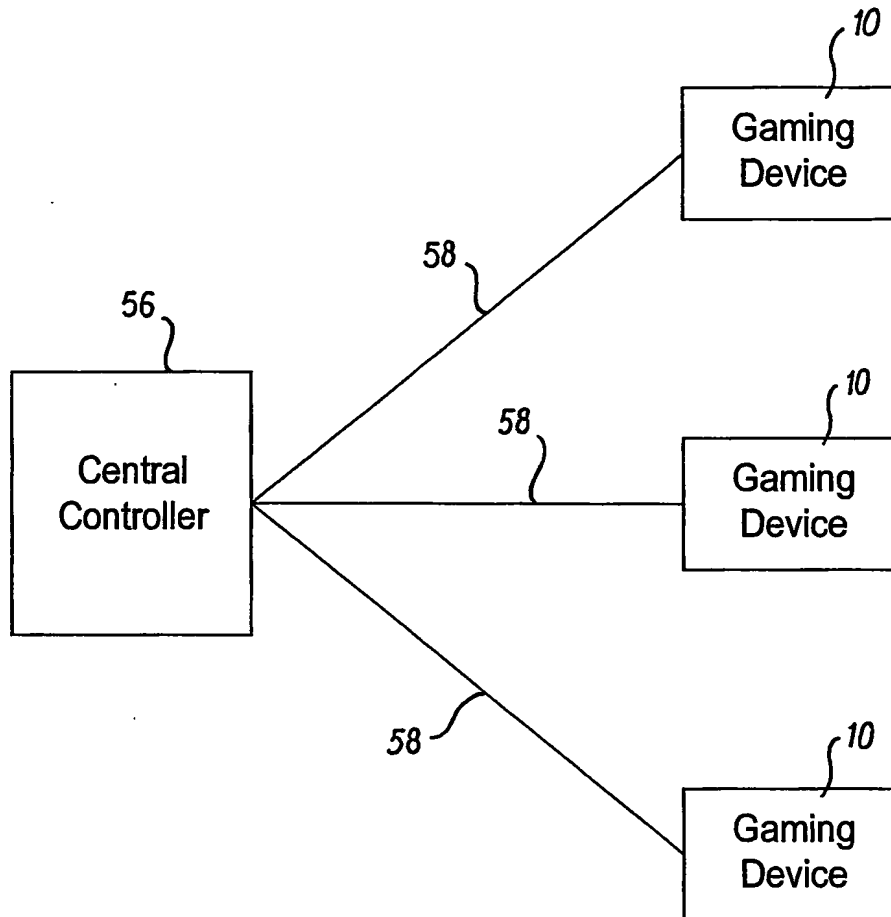 10
Gaming
Device
58
56
10
58
Gaming
Device
Central
Controller
58
10
Gaming
Device